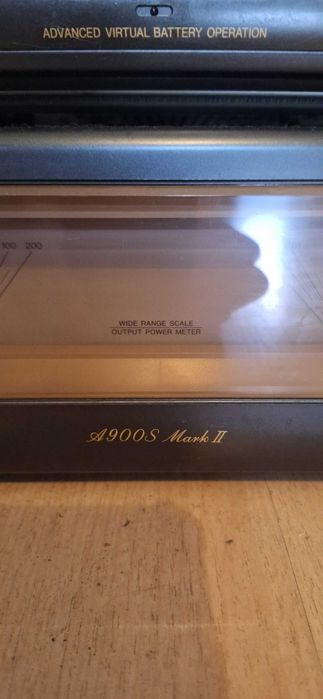 ADVANCED VIRTUAL BATTERY OPERATION
100 200
WIDE RANGE SCALE
OUTPUT POWER METER
A900S Mark II